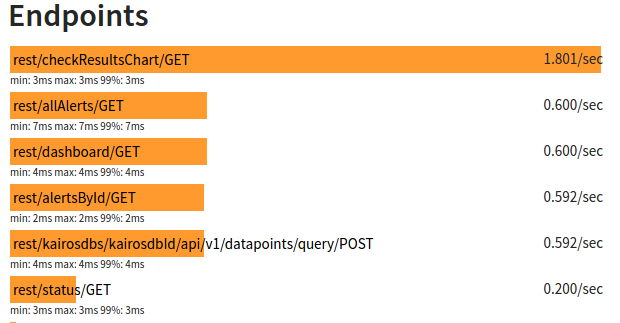 Endpoints
rest/checkResultsChart/GET 1.801/sec
min: 3ms max: 3ms 99%: 3ms
rest/allAlerts/GET 0.600/sec
min: 7ms max: 7ms 99%: 7ms
rest/dashboard/GET 0.600/sec
min: 4ms max: 4ms 99%: 4ms
rest/alertsById/GET 0.592/sec
min: 2ms max: 2ms 99%: 2ms
rest/kairosdbs/kairosdbId/api/v1/datapoints/query/POST 0.592/sec
min: 4ms max: 4ms 99%: 4ms
rest/status/GET 0.200/sec
min: 3ms max: 3ms 99%: 3ms